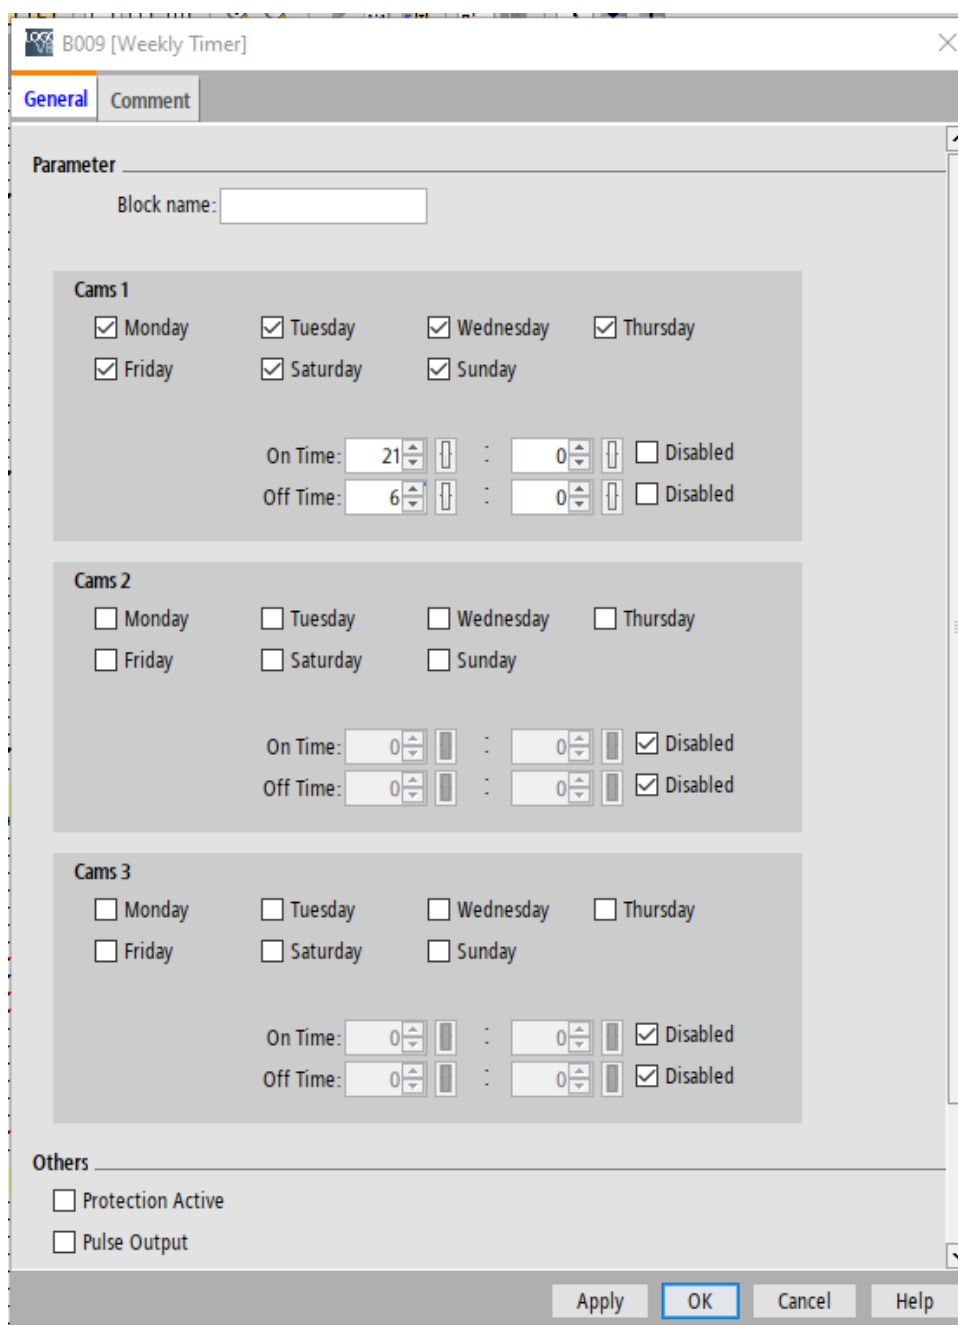 B009 [Weekly Timer]
General Comment
Parameter
Block name:
Cams 1
Monday Tuesday Wednesday Thursday
Friday Saturday Sunday
On Time: 21 : 0 Disabled
Off Time: 6 : 0 Disabled
Cams 2
Monday Tuesday Wednesday Thursday
Friday Saturday Sunday
On Time: 0 : 0 Disabled
Off Time: 0 : 0 Disabled
Cams 3
Monday Tuesday Wednesday Thursday
Friday Saturday Sunday
On Time: 0 : 0 Disabled
Off Time: 0 : 0 Disabled
Others
Protection Active
Pulse Output
Apply OK Cancel Help